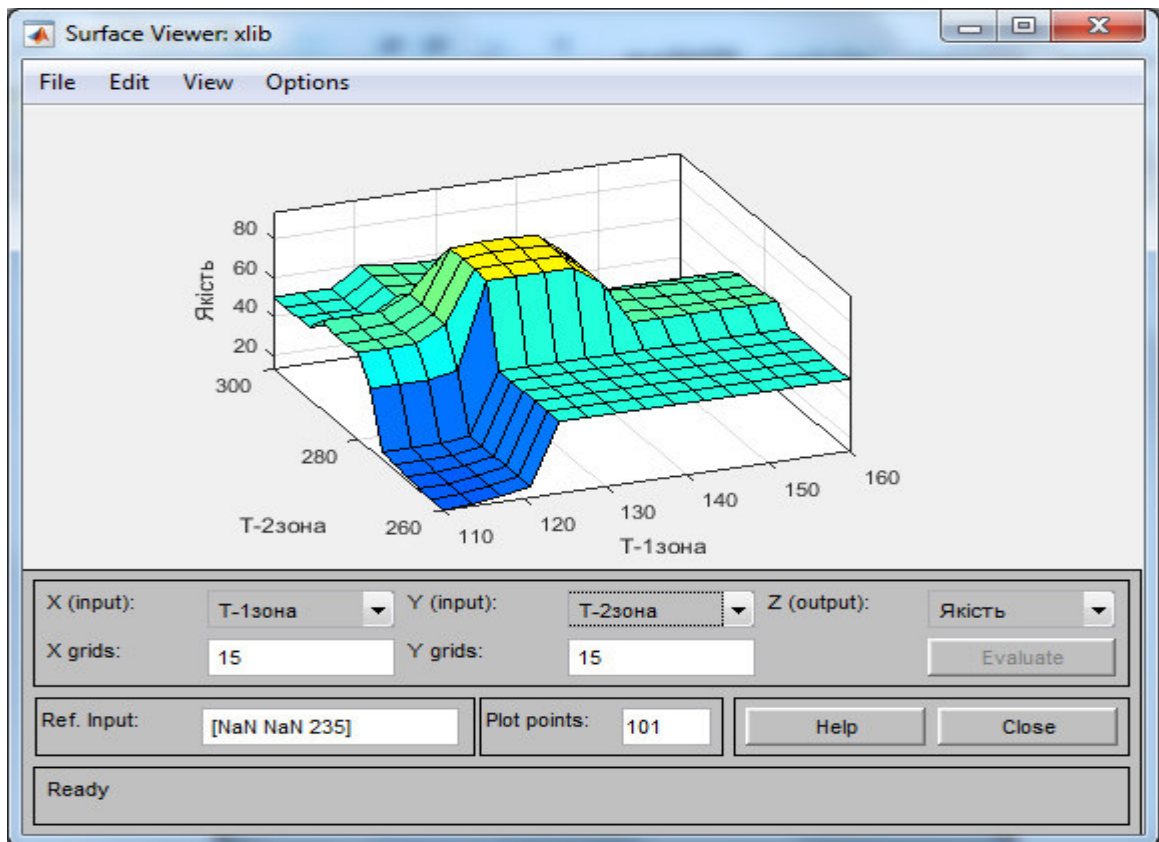 Surface Viewer: xlib
File Edit View Options
80
60
40
20
Якість
300
280
260
Т-2зона
110
120
130
140
150
160
Т-1зона
X (input): Т-1зона Y (input): Т-2зона Z (output): Якість
X grids: 15 Y grids: 15 Evaluate
Ref. Input: [NaN NaN 235] Plot points: 101 Help Close
Ready